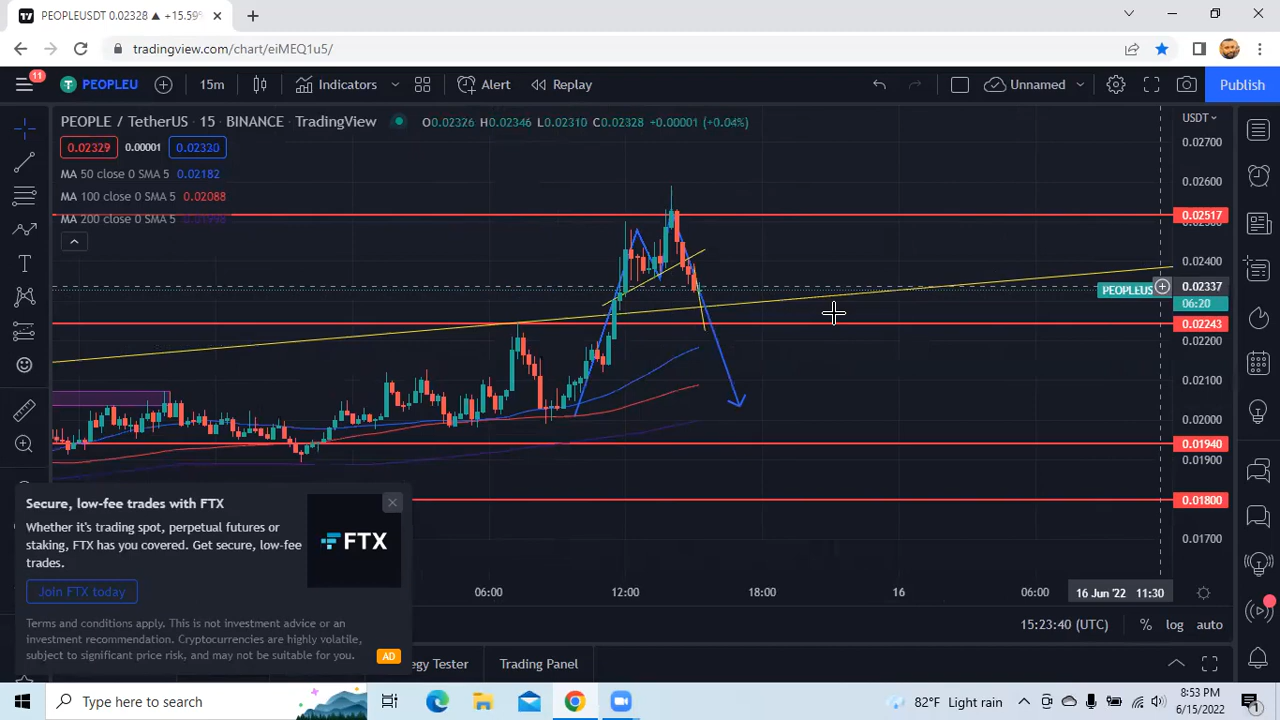 PEOPLEUSDT 0.02328 ▲ +15.59%
tradingview.com/chart/eiMEQ1u5/
11
PEOPLEU
15m
Indicators
Alert
Replay
Unnamed
Publish
PEOPLE / TetherUS · 15 · BINANCE · TradingView
O0.02326 H0.02346 L0.02310 C0.02328 +0.00001 (+0.04%)
USDT
0.02329
0.00001
0.02330
MA 50 close 0 SMA 5 0.02182
MA 100 close 0 SMA 5 0.02088
MA 200 close 0 SMA 5 0.01998
0.02700
0.02600
0.02517
0.02400
0.02337
PEOPLEUS
06:20
0.02243
0.02200
0.02100
0.02000
0.01940
0.01900
0.01800
0.01700
Secure, low-fee trades with FTX
Whether it's trading spot, perpetual futures or
staking, FTX has you covered. Get secure, low-fee
trades.
FTX
Join FTX today
Terms and conditions apply. This is not investment advice or an
investment recommendation. Cryptocurrencies are highly volatile,
subject to significant price risk, and may not be suitable for you.
AD
06:00
12:00
18:00
16
06:00
16 Jun '22 11:30
15:23:40 (UTC)
%
log
auto
Tester
Trading Panel
Type here to search
82°F Light rain
8:53 PM
6/15/2022
1